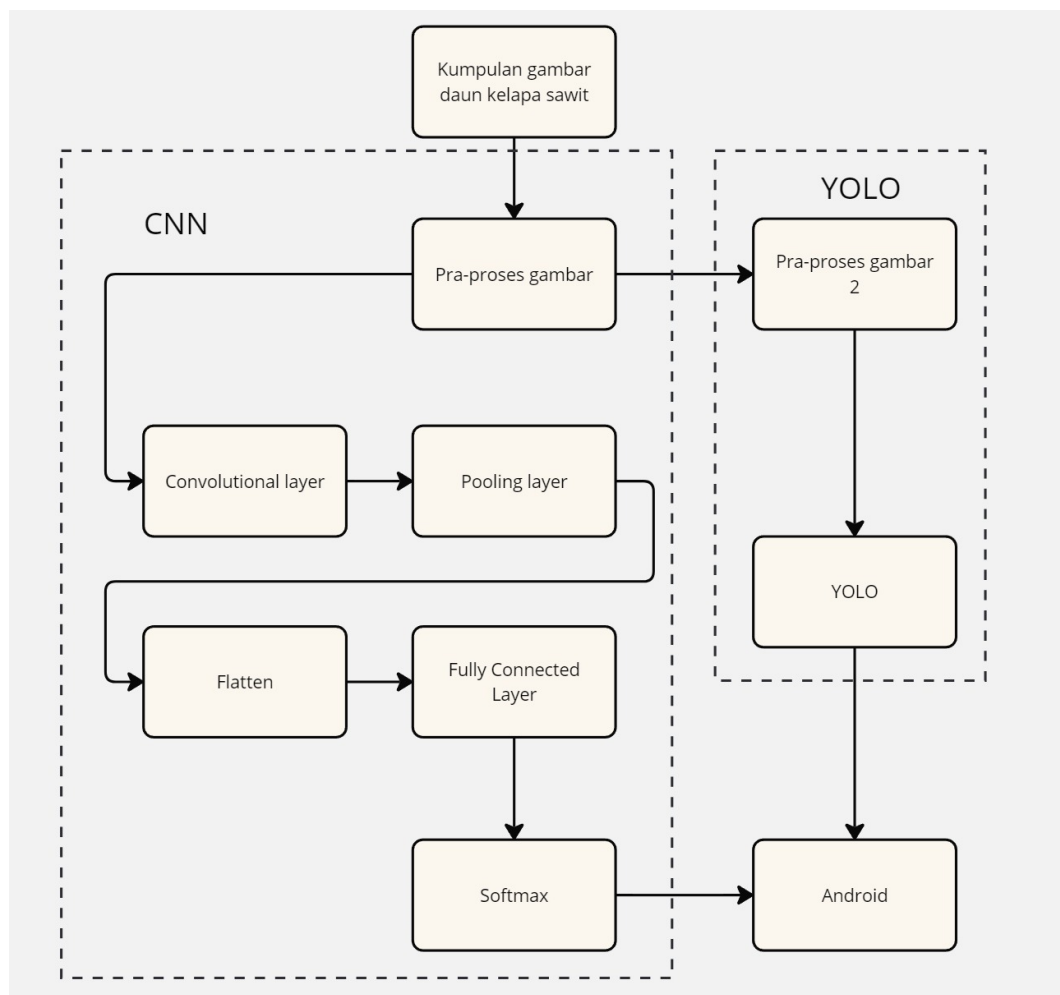 Kumpulan gambar
daun kelapa sawit
CNN
YOLO
Pra-proses gambar
Pra-proses gambar
2
Convolutional layer
Pooling layer
YOLO
Flatten
Fully Connected
Layer
Softmax
Android